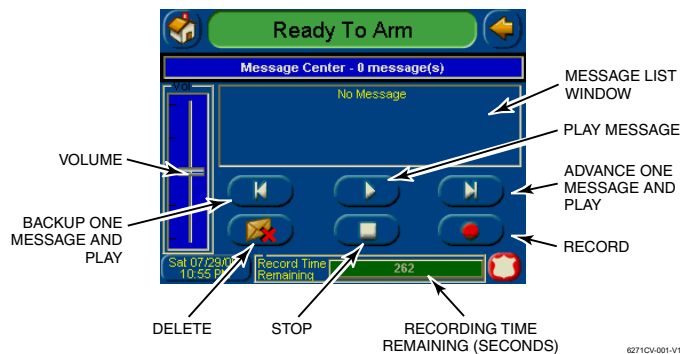 Ready To Arm
Message Center - 0 message(s)
Vol
No Message
MESSAGE LIST
WINDOW
PLAY MESSAGE
VOLUME
ADVANCE ONE
MESSAGE AND
PLAY
BACKUP ONE
MESSAGE AND
PLAY
RECORD
Sat 07/29/0
10:55 P
Record Time
Remaining
262
DELETE
STOP
RECORDING TIME
REMAINING (SECONDS)
6271CV-001-V1